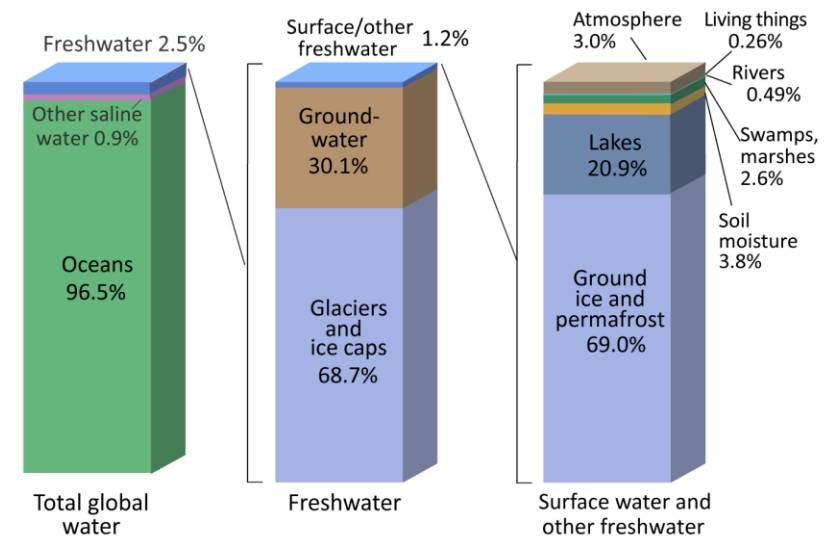 Freshwater 2.5%
Other saline
water 0.9%
Oceans
96.5%
Total global
water
Surface/other
freshwater
1.2%
Ground-
water
30.1%
Glaciers
and
ice caps
68.7%
Freshwater
Atmosphere
3.0%
Living things
0.26%
Rivers
0.49%
Swamps,
marshes
2.6%
Soil
moisture
3.8%
Lakes
20.9%
Ground
ice and
permafrost
69.0%
Surface water and
other freshwater